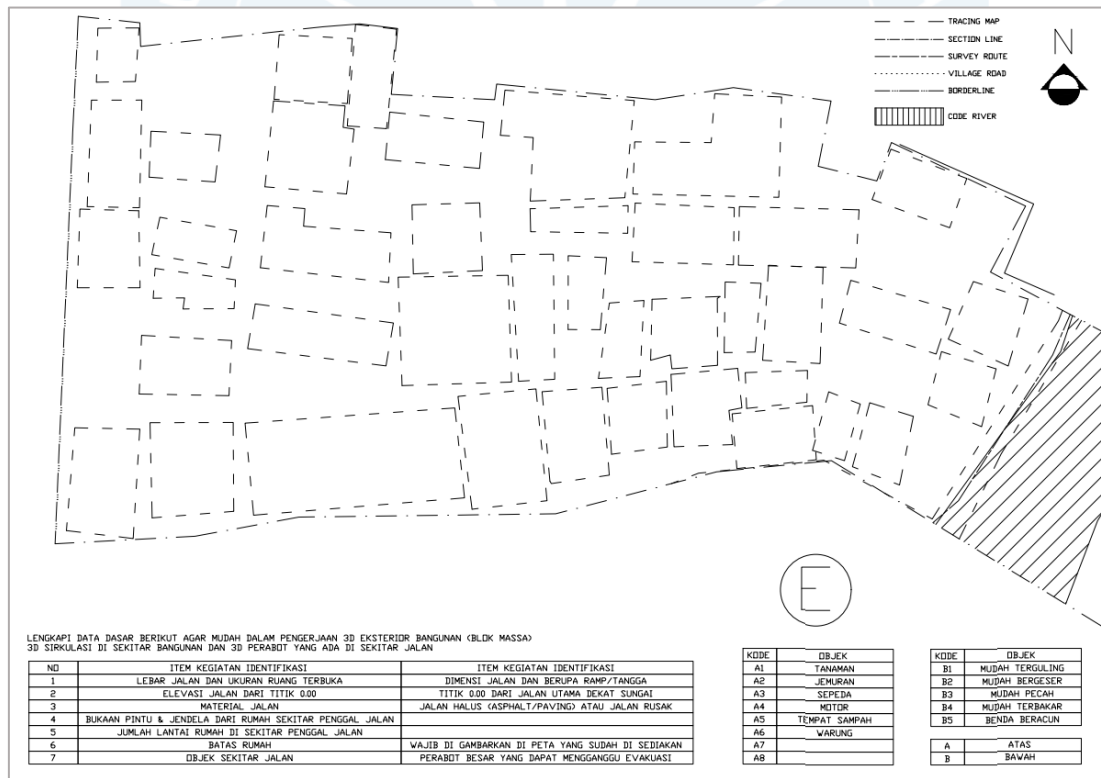 TRACING MAP
SECTION LINE
SURVEY ROUTE
VILLAGE ROAD
BORDERLINE
CODE RIVER
N
E
LENGKAPI DATA DASAR BERIKUT AGAR MUDAH DALAM PENGERJAAN 3D EKSTERIOR BANGUNAN (BLOK MASSA)
3D SIRKULASI DI SEKITAR BANGUNAN DAN 3D PERABOT YANG ADA DI SEKITAR JALAN
NO ITEM KEGIATAN IDENTIFIKASI ITEM KEGIATAN IDENTIFIKASI
1 LEBAR JALAN DAN UKURAN RUANG TERBUKA DIMENSI JALAN DAN BERUPA RAMP/TANGGA
2 ELEVASI JALAN DARI TITIK 0.00 TITIK 0.00 DARI JALAN UTAMA DEKAT SUNGAI
3 MATERIAL JALAN JALAN HALUS (ASPHALT/PAVING) ATAU JALAN RUSAK
4 BUKAAN PINTU & JENDELA DARI RUMAH SEKITAR PENGGAL JALAN
5 JUMLAH LANTAI RUMAH DI SEKITAR PENGGAL JALAN
6 BATAS RUMAH WAJIB DI GAMBARKAN DI PETA YANG SUDAH DI SEDIAKAN
7 OBJEK SEKITAR JALAN PERABOT BESAR YANG DAPAT MENGGANGGU EVAKUASI
KODE OBJEK
A1 TANAMAN
A2 JEMURAN
A3 SEPEDA
A4 MOTOR
A5 TEMPAT SAMPAH
A6 WARUNG
A7
A8
KODE OBJEK
B1 MUDAH TERGULING
B2 MUDAH BERGESER
B3 MUDAH PECAH
B4 MUDAH TERBAKAR
B5 BENDA BERACUN
A ATAS
B BAWAH